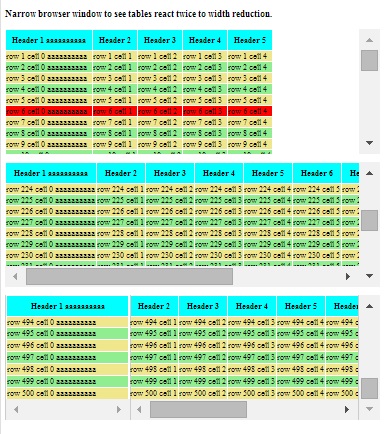 Narrow browser window to see tables react twice to width reduction.
Header 1 aaaaaaaaaa Header 2 Header 3 Header 4 Header 5
row 1 cell 0 aaaaaaaaaa row 1 cell 1 row 1 cell 2 row 1 cell 3 row 1 cell 4
row 2 cell 0 aaaaaaaaaa row 2 cell 1 row 2 cell 2 row 2 cell 3 row 2 cell 4
row 3 cell 0 aaaaaaaaaa row 3 cell 1 row 3 cell 2 row 3 cell 3 row 3 cell 4
row 4 cell 0 aaaaaaaaaa row 4 cell 1 row 4 cell 2 row 4 cell 3 row 4 cell 4
row 5 cell 0 aaaaaaaaaa row 5 cell 1 row 5 cell 2 row 5 cell 3 row 5 cell 4
row 6 cell 0 aaaaaaaaaa row 6 cell 1 row 6 cell 2 row 6 cell 3 row 6 cell 4
row 7 cell 0 aaaaaaaaaa row 7 cell 1 row 7 cell 2 row 7 cell 3 row 7 cell 4
row 8 cell 0 aaaaaaaaaa row 8 cell 1 row 8 cell 2 row 8 cell 3 row 8 cell 4
row 9 cell 0 aaaaaaaaaa row 9 cell 1 row 9 cell 2 row 9 cell 3 row 9 cell 4
Header 1 aaaaaaaaaa Header 2 Header 3 Header 4 Header 5 Header 6 He
row 224 cell 0 aaaaaaaaaa row 224 cell 1 row 224 cell 2 row 224 cell 3 row 224 cell 4 row 224 cell 5 row 2
row 225 cell 0 aaaaaaaaaa row 225 cell 1 row 225 cell 2 row 225 cell 3 row 225 cell 4 row 225 cell 5 row 2
row 226 cell 0 aaaaaaaaaa row 226 cell 1 row 226 cell 2 row 226 cell 3 row 226 cell 4 row 226 cell 5 row 2
row 227 cell 0 aaaaaaaaaa row 227 cell 1 row 227 cell 2 row 227 cell 3 row 227 cell 4 row 227 cell 5 row 2
row 228 cell 0 aaaaaaaaaa row 228 cell 1 row 228 cell 2 row 228 cell 3 row 228 cell 4 row 228 cell 5 row 2
row 229 cell 0 aaaaaaaaaa row 229 cell 1 row 229 cell 2 row 229 cell 3 row 229 cell 4 row 229 cell 5 row 2
row 230 cell 0 aaaaaaaaaa row 230 cell 1 row 230 cell 2 row 230 cell 3 row 230 cell 4 row 230 cell 5 row 2
Header 1 aaaaaaaaaa Header 2 Header 3 Header 4 Header 5 Header
row 494 cell 0 aaaaaaaaaa row 494 cell 1 row 494 cell 2 row 494 cell 3 row 494 cell 4 row 494 c
row 495 cell 0 aaaaaaaaaa row 495 cell 1 row 495 cell 2 row 495 cell 3 row 495 cell 4 row 495 c
row 496 cell 0 aaaaaaaaaa row 496 cell 1 row 496 cell 2 row 496 cell 3 row 496 cell 4 row 496 c
row 497 cell 0 aaaaaaaaaa row 497 cell 1 row 497 cell 2 row 497 cell 3 row 497 cell 4 row 497 c
row 498 cell 0 aaaaaaaaaa row 498 cell 1 row 498 cell 2 row 498 cell 3 row 498 cell 4 row 498 c
row 499 cell 0 aaaaaaaaaa row 499 cell 1 row 499 cell 2 row 499 cell 3 row 499 cell 4 row 499 c
row 500 cell 0 aaaaaaaaaa row 500 cell 1 row 500 cell 2 row 500 cell 3 row 500 cell 4 row 500 c